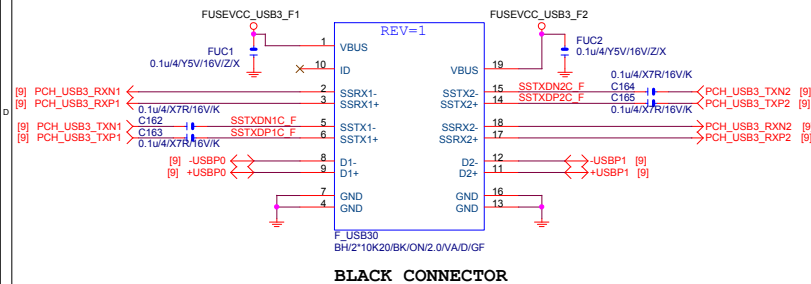 FUSEVCC_USB3_F1 FUSEVCC_USB3_F2
REV=1
FUC1
0.1u/4/Y5V/16V/Z/X
FUC2
0.1u/4/Y5V/16V/Z/X
1 VBUS
10 ID
VBUS 19
[9] PCH_USB3_RXN1 2 SSRX1-
[9] PCH_USB3_RXP1 3 SSRX1+
0.1u/4/X7R/16V/K
SSTX2- 15 SSTXDN2C_F C164 PCH_USB3_TXN2 [9]
SSTX2+ 14 SSTXDP2C_F C165 PCH_USB3_TXP2 [9]
0.1u/4/X7R/16V/K
D
0.1u/4/X7R/16V/K
[9] PCH_USB3_TXN1 C162 SSTXDN1C_F 5 SSTX1-
[9] PCH_USB3_TXP1 C163 SSTXDP1C_F 6 SSTX1+
0.1u/4/X7R/16V/K
SSRX2- 18 PCH_USB3_RXN2 [9]
SSRX2+ 17 PCH_USB3_RXP2 [9]
[9] -USBP0 8 D1-
[9] +USBP0 9 D1+
D2- 12 -USBP1 [9]
D2+ 11 +USBP1 [9]
7 GND
4 GND
GND 16
GND 13
F_USB30
BH/2*10K20/BK/ON/2.0/VA/D/GF
BLACK CONNECTOR